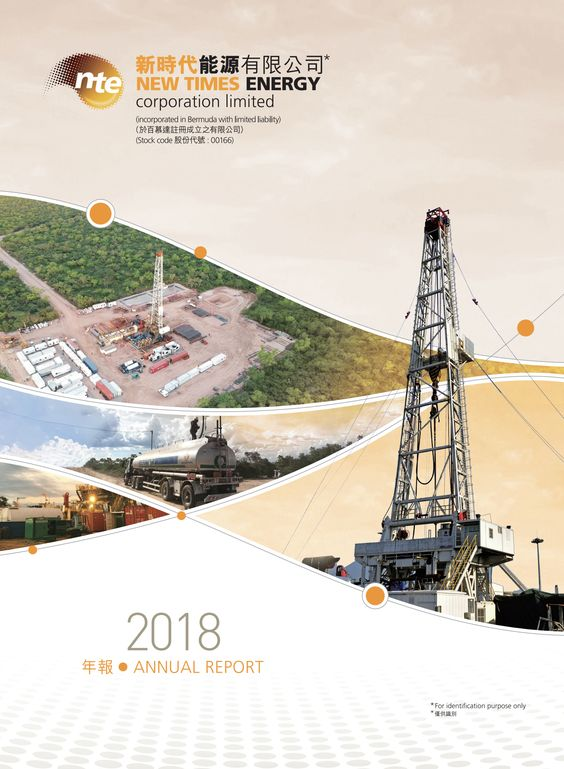 nte
新時代能源有限公司*
NEW TIMES ENERGY
corporation limited
(incorporated in Bermuda with limited liability)
(於百慕達註冊成立之有限公司)
(Stock code 股份代號 : 00166)
2018
年報 ● ANNUAL REPORT
* For identification purpose only
* 僅供識別